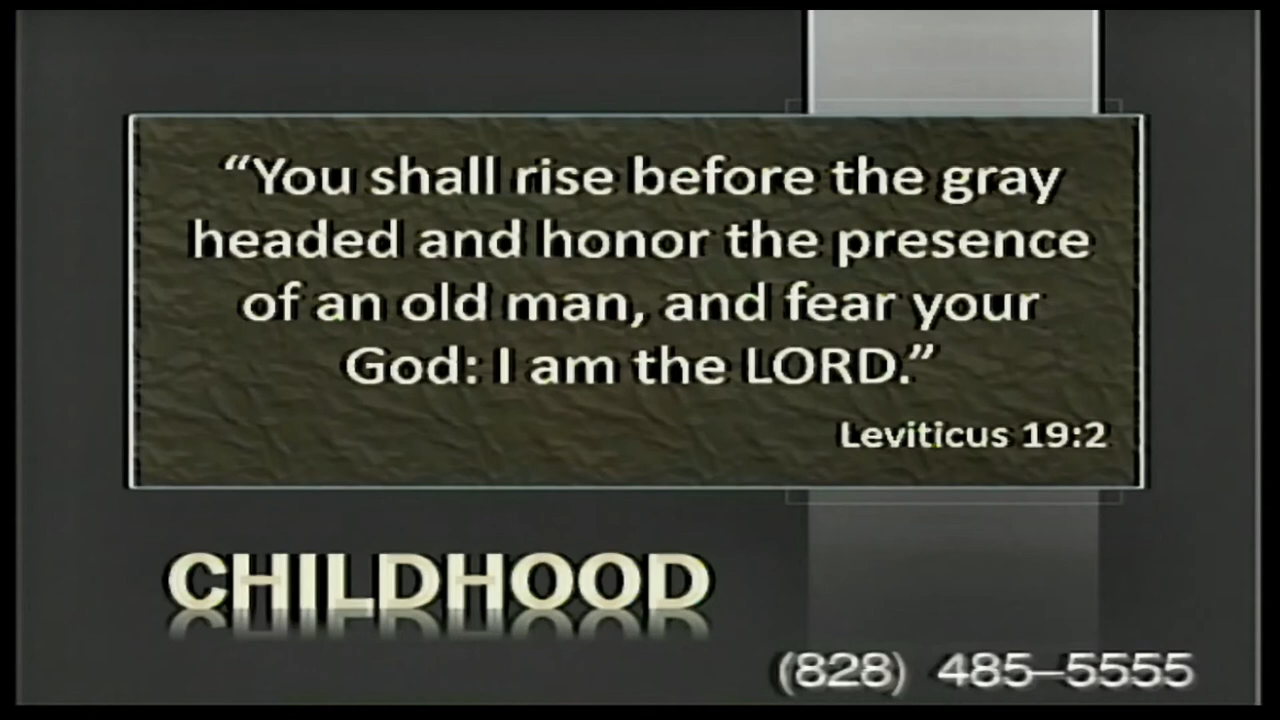 “You shall rise before the gray
headed and honor the presence
of an old man, and fear your
God: I am the LORD.”
Leviticus 19:2
CHILDHOOD
(828) 485–5555